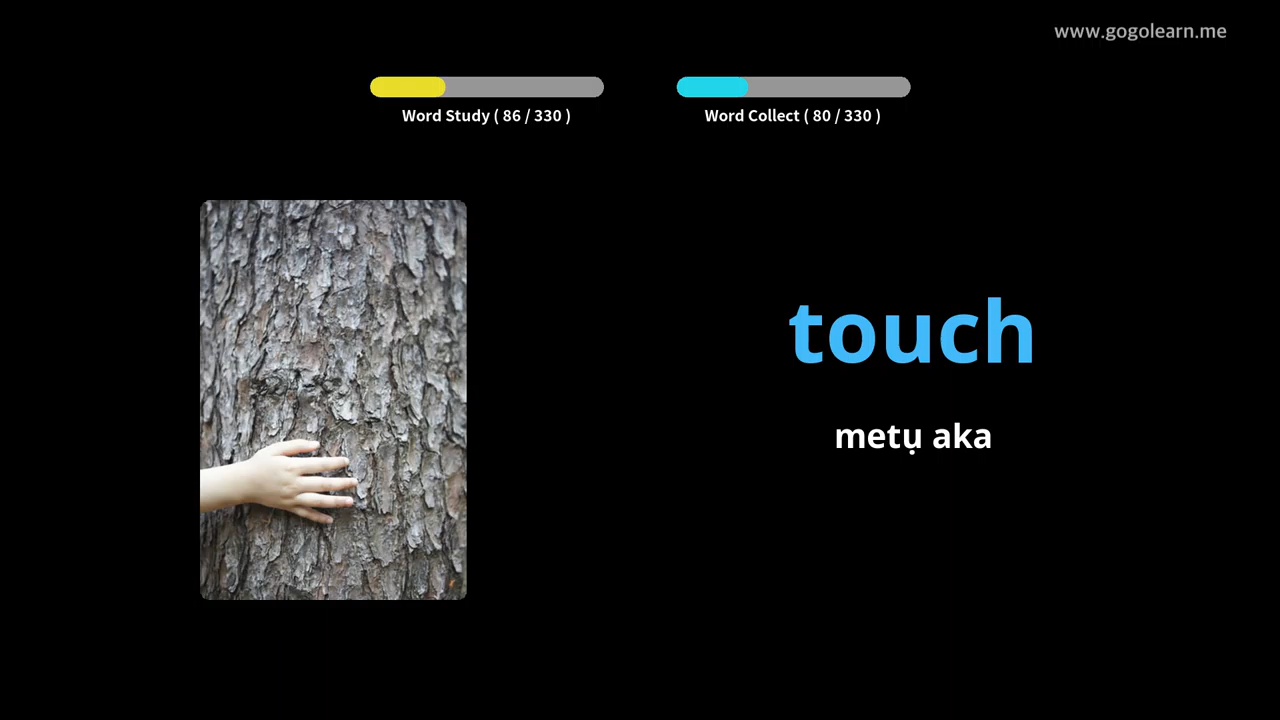 www.gogolearn.me
Word Study ( 86 / 330 )
Word Collect ( 80 / 330 )
touch
metụ aka